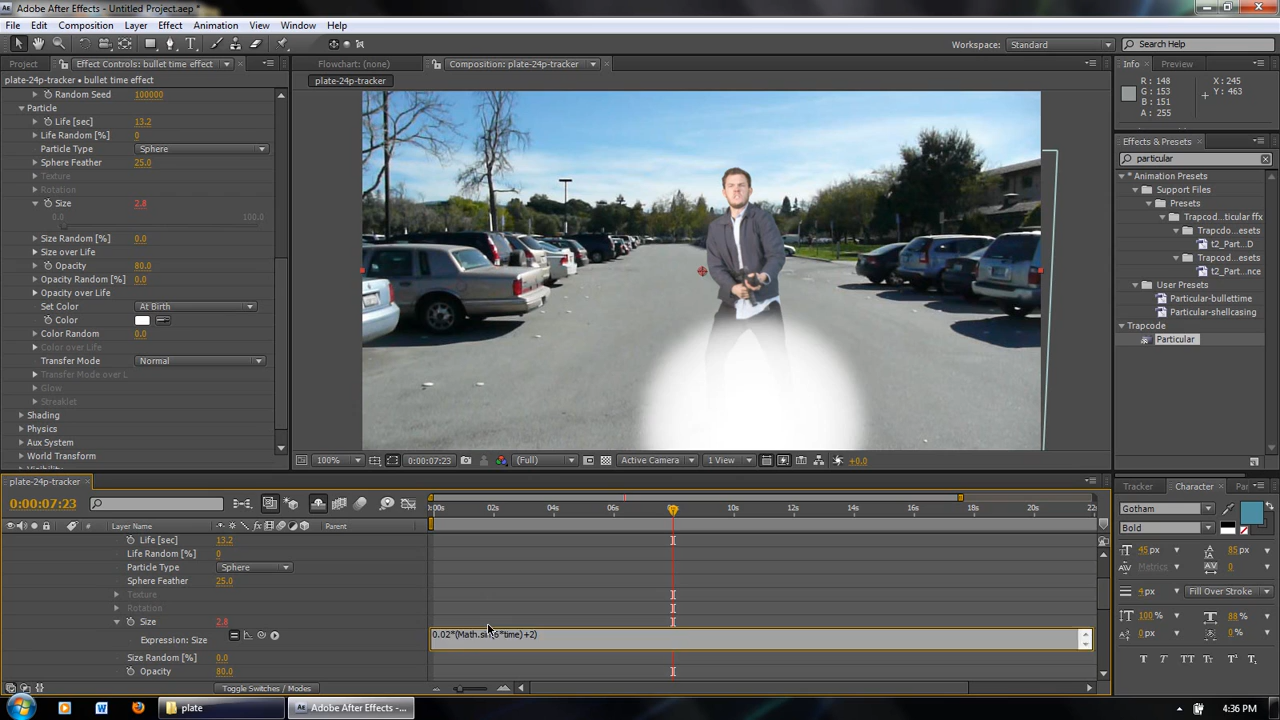 Adobe After Effects - Untitled Project.aep *
File Edit Composition Layer Effect Animation View Window Help
Workspace: Standard Search Help
Project Effect Controls: bullet time effect Flowchart: (none) Composition: plate-24p-tracker Info Preview
plate-24p-tracker • bullet time effect
plate-24p-tracker
Random Seed 100000
Particle
Life [sec] 13.2
Life Random [%] 0
Particle Type Sphere
Sphere Feather 25.0
Texture
Rotation
Size 2.8
0.0 100.0
Size Random [%] 0.0
Size over Life
Opacity 80.0
Opacity Random [%] 0.0
Opacity over Life
Set Color At Birth
Color
Color Random 0.0
Color over Life
Transfer Mode Normal
Transfer Mode over L
Glow
Streaklet
Shading
Physics
Aux System
World Transform
R: 148
G: 153
B: 151
A: 255
X: 245
Y: 463
Effects & Presets
particular
* Animation Presets
Support Files
Presets
Trapcod...ticular ffx
Trapcod...esets
t2_Part...D
Trapcod...esets
t2_Part...nce
User Presets
Particular-bullettime
Particular-shellcasing
Trapcode
Particular
100% 0:00:07:23 (Full) Active Camera 1 View +0.0
plate-24p-tracker
0:00:07:23
:00s 02s 04s 06s 08s 10s 12s 14s 16s 18s 20s 22s
# Layer Name Parent
Life [sec] 13.2
Life Random [%] 0
Particle Type Sphere
Sphere Feather 25.0
Texture
Rotation
Size 2.8
Expression: Size
0.02*(Math.si 6*time)+2)
Size Random [%] 0.0
Opacity 80.0
Toggle Switches / Modes
Tracker Character Par
Gotham
Bold
45 px 85 px
Metrics 0
4 px Fill Over Stroke
100 % 88 %
0 px 0 %
T T TT Tr T¹ T₁
plate Adobe After Effects -... 4:36 PM